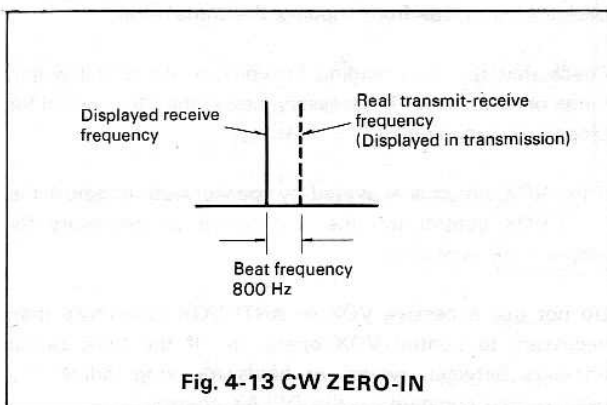 Displayed receive
frequency
Real transmit-receive
frequency
(Displayed in transmission)
Beat frequency
800 Hz
Fig. 4-13 CW ZERO-IN